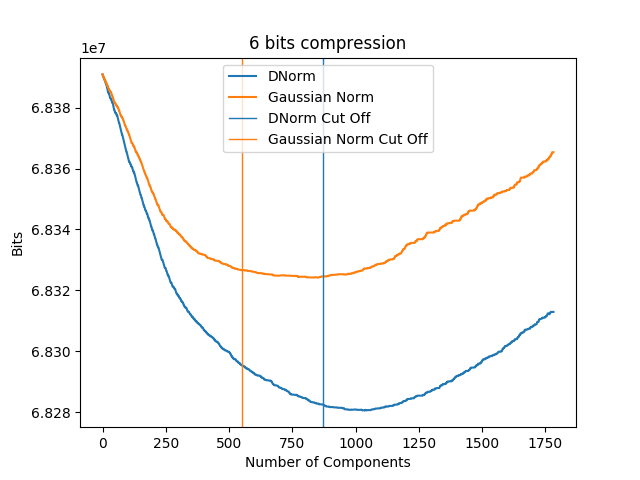 6 bits compression
1e7
DNorm
Gaussian Norm
DNorm Cut Off
Gaussian Norm Cut Off
6.838
6.836
6.834
6.832
6.830
6.828
Bits
0 250 500 750 1000 1250 1500 1750
Number of Components